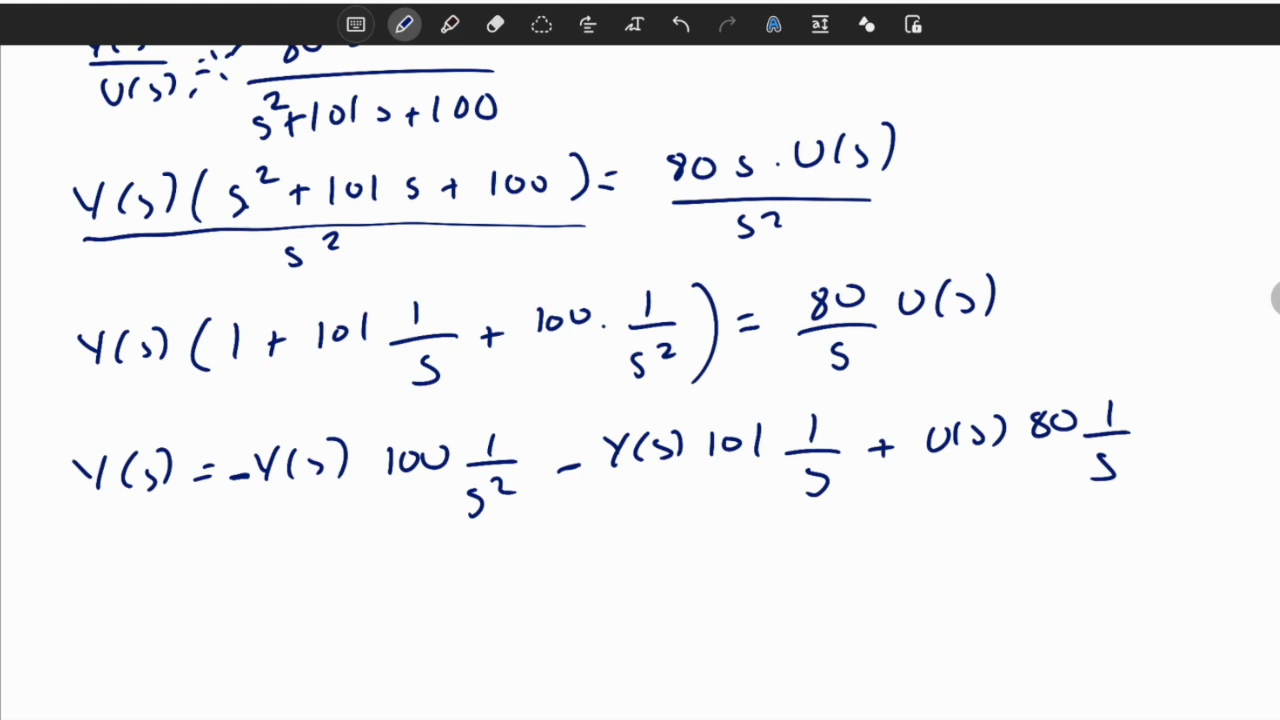 U(s)
s²+101 s+100
Y(s)( s² + 101 s + 100 ) = 80 s . U(s)
s² s²
Y(s) ( 1 + 101 1/s + 100 . 1/s² ) = 80/s U(s)
Y(s) = -Y(s) 100 1/s² - Y(s) 101 1/s + U(s) 80 1/s